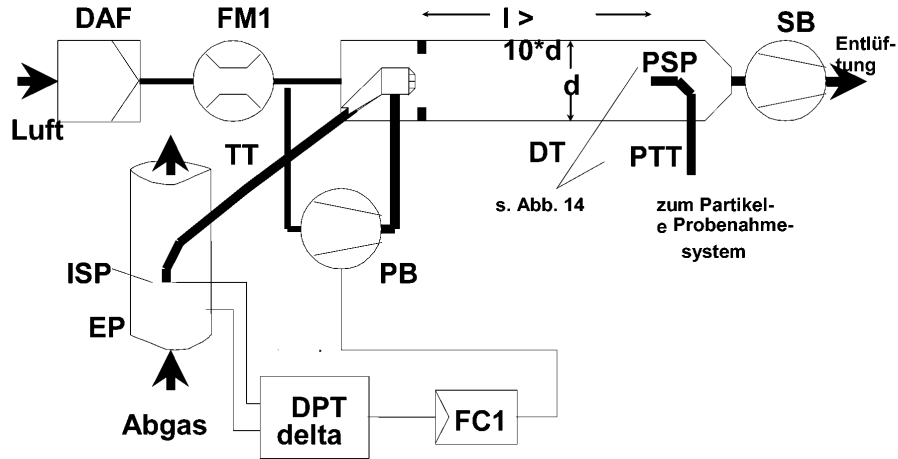 DAF
FM1
l >
10*d
SB
Entlüf-
tung
PSP
d
Luft
TT
DT
PTT
s. Abb. 14
zum Partikel-
e Probenahme-
system
ISP
PB
EP
DPT
delta
FC1
Abgas